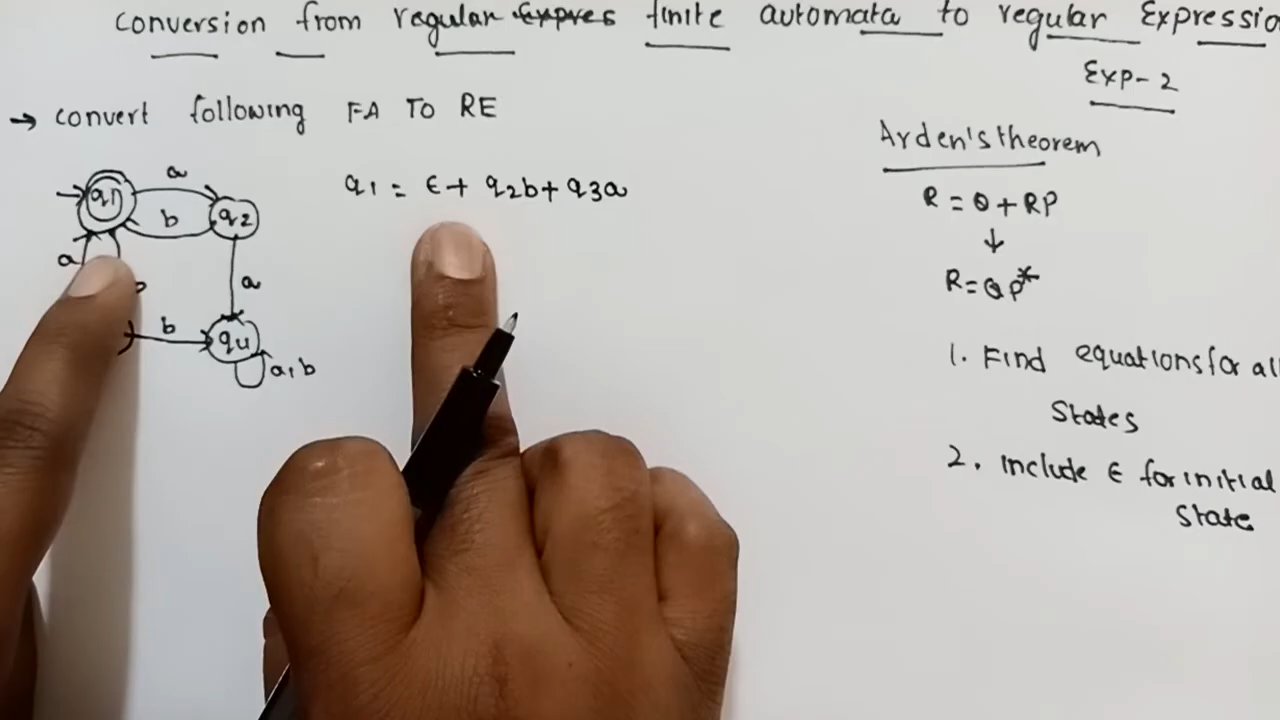 conversion from regular Expres finite automata to regular Expressio
Exp-2
→ convert following FA TO RE
Arden's theorem
q1 = ε + q2b + q3a
R = Q + RP
↓
R = QP*
1. Find equations for al
States
2. include ε for initial
State
a
q1
b
q2
a
a
b
q4
a,b